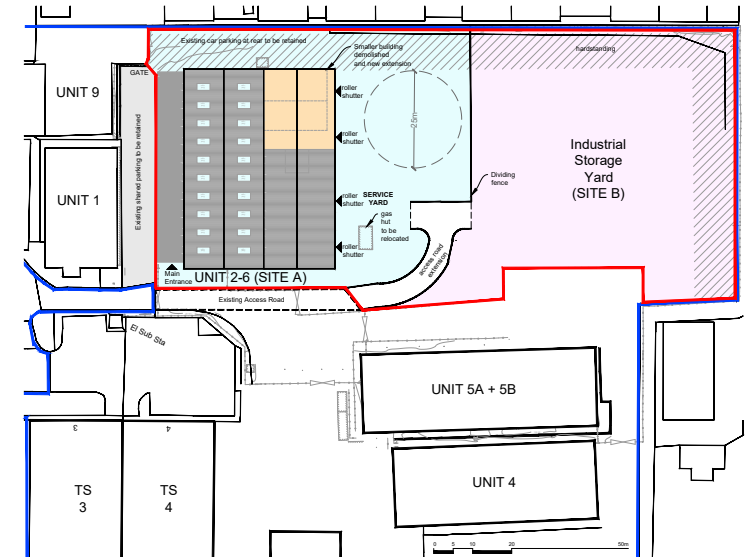 Existing car parking at rear to be retained
Smaller building
demolished
and new extension
hardstanding
GATE
UNIT 9
roller
shutter
roller
shutter
25m
Existing shared parking to be retained
Industrial
Storage
Yard
(SITE B)
UNIT 1
Dividing
fence
roller
shutter
SERVICE
YARD
gas
hut
to be
relocated
roller
shutter
access road
extension
Main
Entrance
UNIT 2-6 (SITE A)
Existing Access Road
El Sub Sta
UNIT 5A + 5B
3
4
TS
3
TS
4
UNIT 4
0 5 10 20 50m